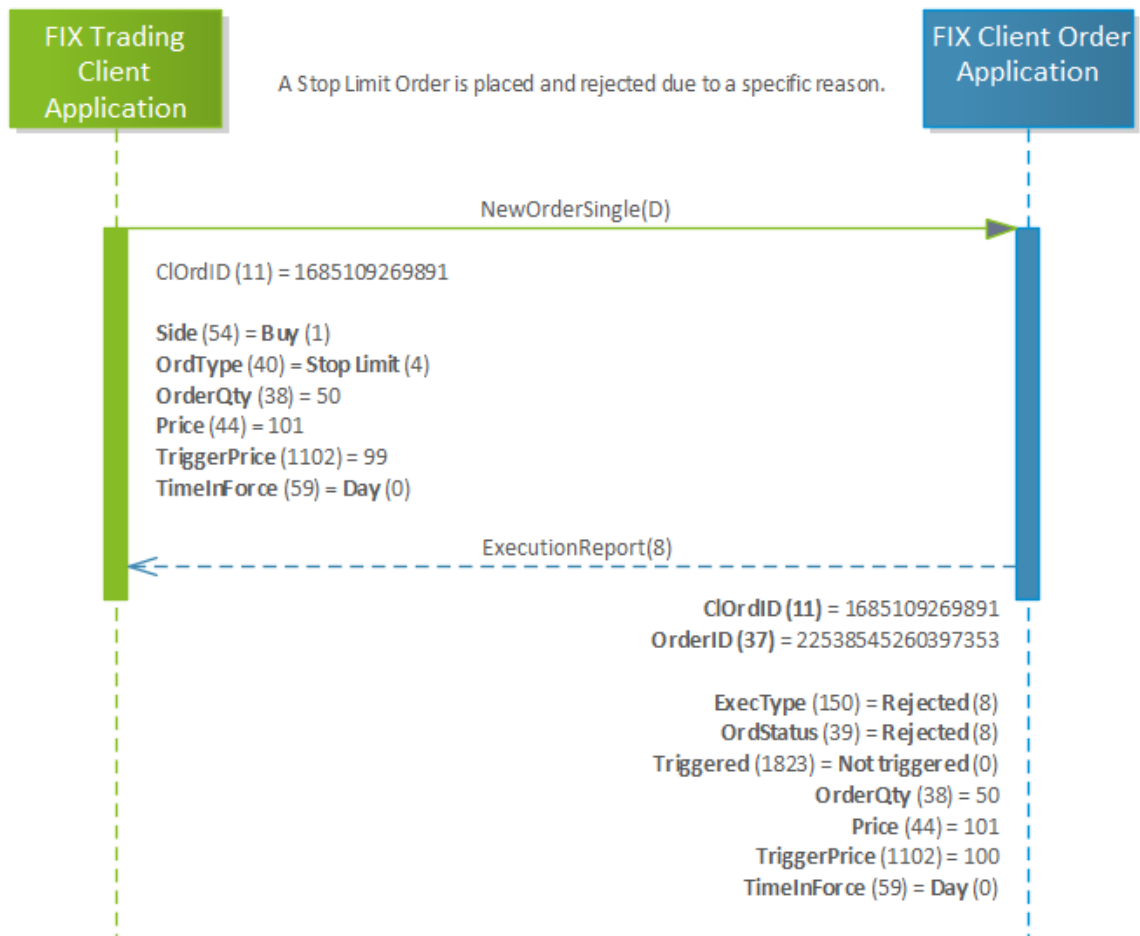 FIX Trading
Client
Application
A Stop Limit Order is placed and rejected due to a specific reason.
FIX Client Order
Application
NewOrderSingle(D)
ClOrdID (11) = 1685109269891
Side (54) = Buy (1)
OrdType (40) = Stop Limit (4)
OrderQty (38) = 50
Price (44) = 101
TriggerPrice (1102) = 99
TimeInForce (59) = Day (0)
ExecutionReport(8)
ClOrdID (11) = 1685109269891
OrderID (37) = 22538545260397353
ExecType (150) = Rejected (8)
OrdStatus (39) = Rejected (8)
Triggered (1823) = Not triggered (0)
OrderQty (38) = 50
Price (44) = 101
TriggerPrice (1102) = 100
TimeInForce (59) = Day (0)